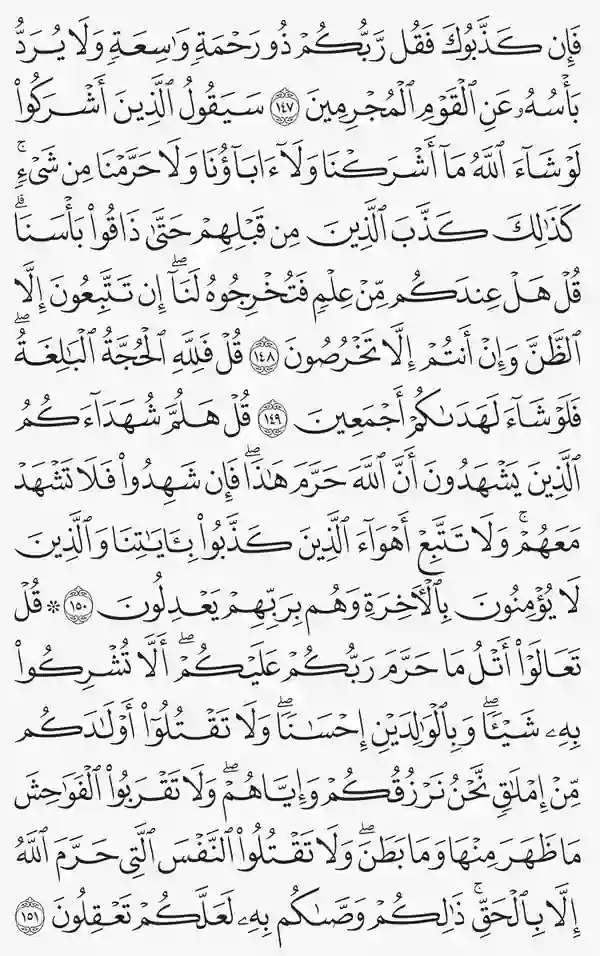 فَإِن كَذَّبُوكَ فَقُل رَّبُّكُمْ ذُو رَحْمَةٍ وَٰسِعَةٍ وَلَا يُرَدُّ
بَأْسُهُۥ عَنِ ٱلْقَوْمِ ٱلْمُجْرِمِينَ ١٤٧ سَيَقُولُ ٱلَّذِينَ أَشْرَكُوا۟
لَوْ شَآءَ ٱللَّهُ مَآ أَشْرَكْنَا وَلَآ ءَابَآؤُنَا وَلَا حَرَّمْنَا مِن شَىْءٍۚ
كَذَٰلِكَ كَذَّبَ ٱلَّذِينَ مِن قَبْلِهِمْ حَتَّىٰ ذَاقُوا۟ بَأْسَنَاۗ
قُلْ هَلْ عِندَكُم مِّنْ عِلْمٍ فَتُخْرِجُوهُ لَنَآۖ إِن تَتَّبِعُونَ إِلَّا
ٱلظَّنَّ وَإِنْ أَنتُمْ إِلَّا تَخْرُصُونَ ١٤٨ قُلْ فَلِلَّهِ ٱلْحُجَّةُ ٱلْبَٰلِغَةُۖ
فَلَوْ شَآءَ لَهَدَىٰكُمْ أَجْمَعِينَ ١٤٩ قُلْ هَلُمَّ شُهَدَآءَكُمُ
ٱلَّذِينَ يَشْهَدُونَ أَنَّ ٱللَّهَ حَرَّمَ هَٰذَاۖ فَإِن شَهِدُوا۟ فَلَا تَشْهَدْ
مَعَهُمْۚ وَلَا تَتَّبِعْ أَهْوَآءَ ٱلَّذِينَ كَذَّبُوا۟ بِـَٔايَٰتِنَا وَٱلَّذِينَ
لَا يُؤْمِنُونَ بِٱلْأَخِرَةِ وَهُم بِرَبِّهِمْ يَعْدِلُونَ ١٥٠ ۞ قُلْ
تَعَالَوْا۟ أَتْلُ مَا حَرَّمَ رَبُّكُمْ عَلَيْكُمْۖ أَلَّا تُشْرِكُوا۟
بِهِۦ شَيْـًٔاۖ وَبِٱلْوَٰلِدَيْنِ إِحْسَٰنًاۖ وَلَا تَقْتُلُوٓا۟ أَوْلَٰدَكُم
مِّنْ إِمْلَٰقٍۖ نَّحْنُ نَرْزُقُكُمْ وَإِيَّاهُمْۖ وَلَا تَقْرَبُوا۟ ٱلْفَوَٰحِشَ
مَا ظَهَرَ مِنْهَا وَمَا بَطَنَۖ وَلَا تَقْتُلُوا۟ ٱلنَّفْسَ ٱلَّتِى حَرَّمَ ٱللَّهُ
إِلَّا بِٱلْحَقِّۚ ذَٰلِكُمْ وَصَّىٰكُم بِهِۦ لَعَلَّكُمْ تَعْقِلُونَ ١٥١